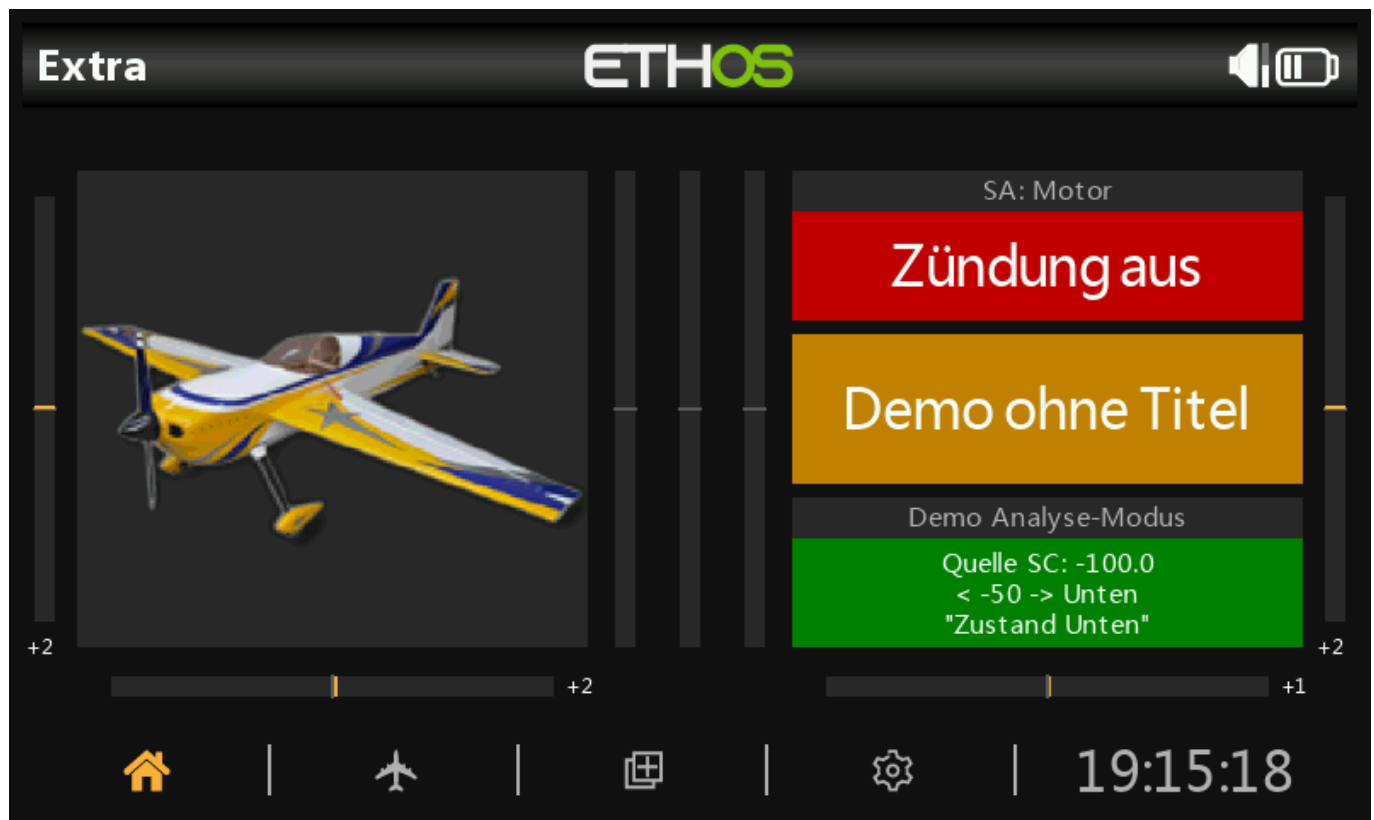 Extra
ETHOS
SA: Motor
Zündung aus
Demo ohne Titel
Demo Analyse-Modus
Quelle SC: -100.0
< -50 -> Unten
"Zustand Unten"
+2
+2
+2
+1
19:15:18